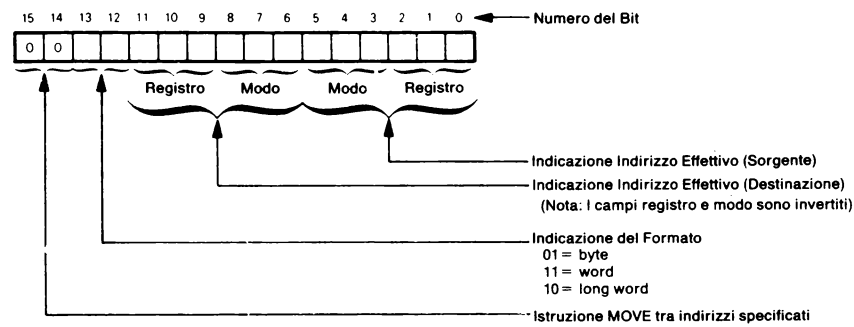 15 14 13 12 11 10 9 8 7 6 5 4 3 2 1 0 Numero del Bit
0 0
Registro Modo Modo Registro
Indicazione Indirizzo Effettivo (Sorgente)
Indicazione Indirizzo Effettivo (Destinazione)
(Nota: I campi registro e modo sono invertiti)
Indicazione del Formato
01 = byte
11 = word
10 = long word
Istruzione MOVE tra indirizzi specificati